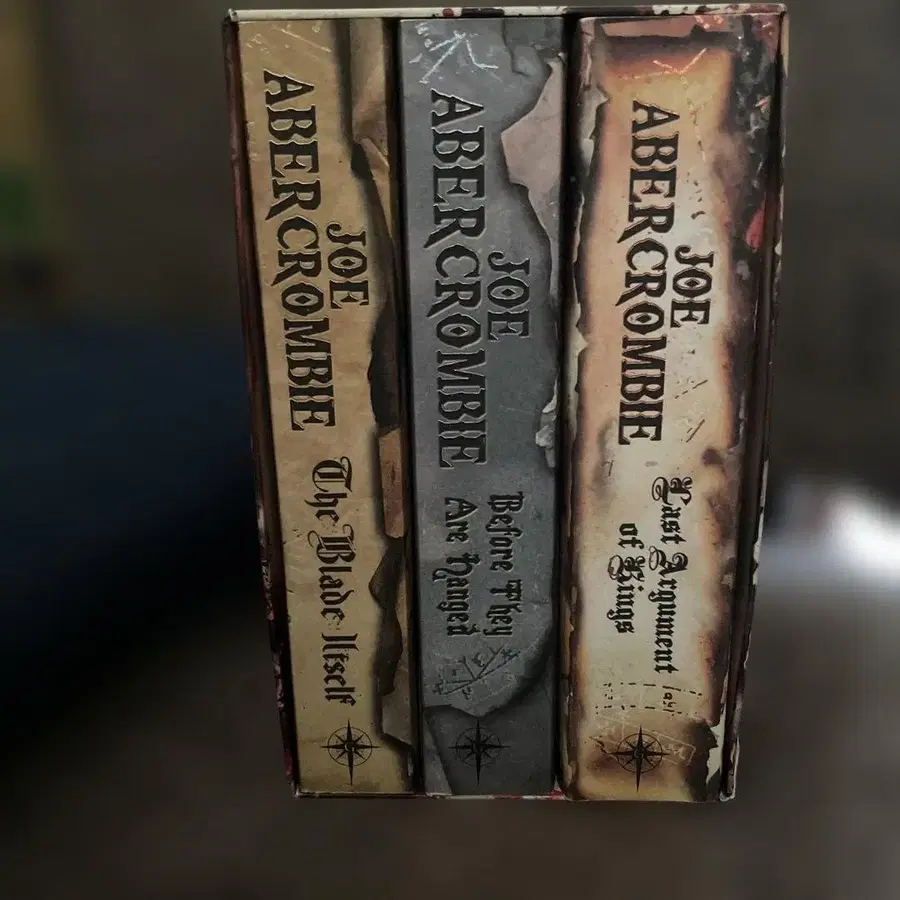 JOE
ABERCROMBIE
The Blade Itself
JOE
ABERCROMBIE
Before They
Are Hanged
JOE
ABERCROMBIE
Last Argument
of Kings